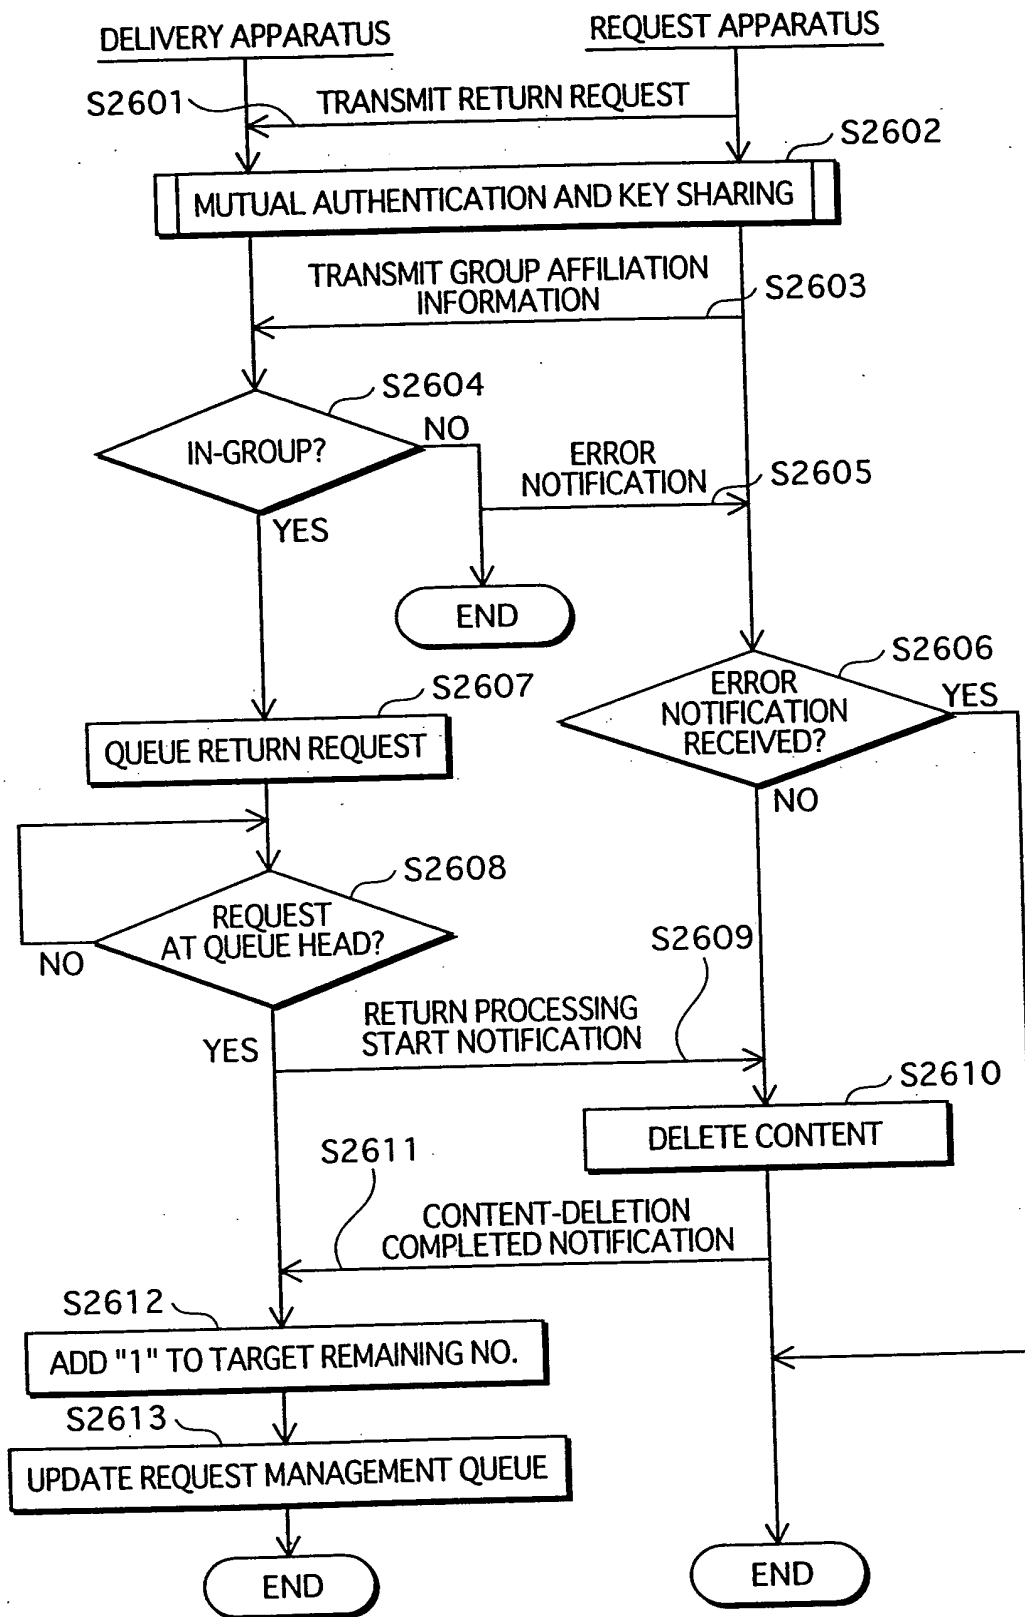 DELIVERY APPARATUS
REQUEST APPARATUS
S2601
TRANSMIT RETURN REQUEST
S2602
MUTUAL AUTHENTICATION AND KEY SHARING
TRANSMIT GROUP AFFILIATION
INFORMATION
S2603
S2604
IN-GROUP?
NO
YES
ERROR
NOTIFICATION
S2605
END
S2606
ERROR
NOTIFICATION
RECEIVED?
YES
NO
S2607
QUEUE RETURN REQUEST
S2608
REQUEST
AT QUEUE HEAD?
NO
YES
S2609
RETURN PROCESSING
START NOTIFICATION
S2610
DELETE CONTENT
S2611
CONTENT-DELETION
COMPLETED NOTIFICATION
S2612
ADD "1" TO TARGET REMAINING NO.
S2613
UPDATE REQUEST MANAGEMENT QUEUE
END
END